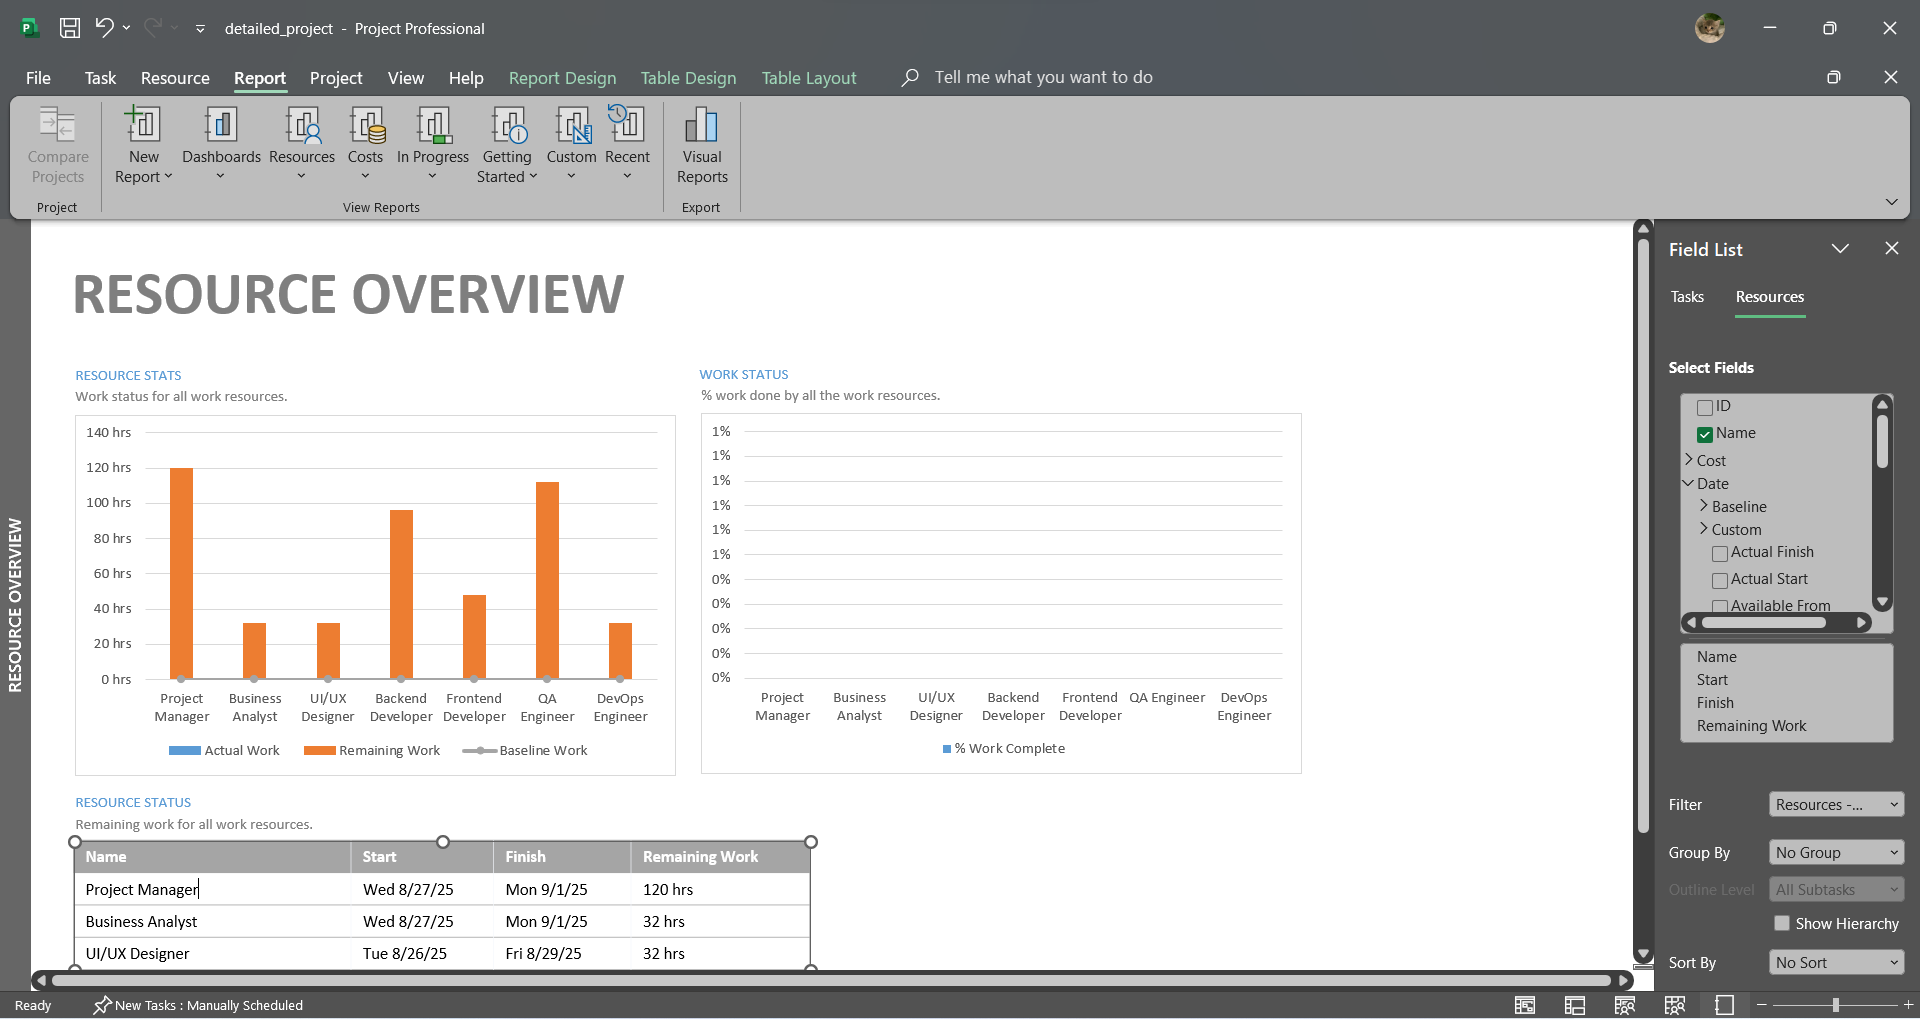 detailed_project - Project Professional
File Task Resource Report Project View Help Report Design Table Design Table Layout Tell me what you want to do
Compare Projects
New Report
Dashboards
Resources
Costs
In Progress
Getting Started
Custom
Recent
Visual Reports
Project
View Reports
Export
RESOURCE OVERVIEW
RESOURCE OVERVIEW
RESOURCE STATS
Work status for all work resources.
140 hrs
120 hrs
100 hrs
80 hrs
60 hrs
40 hrs
20 hrs
0 hrs
Project Manager
Business Analyst
UI/UX Designer
Backend Developer
Frontend Developer
QA Engineer
DevOps Engineer
Actual Work Remaining Work Baseline Work
WORK STATUS
% work done by all the work resources.
1%
1%
1%
1%
1%
1%
0%
0%
0%
0%
0%
Project Manager
Business Analyst
UI/UX Designer
Backend Developer
Frontend Developer
QA Engineer
DevOps Engineer
% Work Complete
RESOURCE STATUS
Remaining work for all work resources.
Name Start Finish Remaining Work
Project Manager Wed 8/27/25 Mon 9/1/25 120 hrs
Business Analyst Wed 8/27/25 Mon 9/1/25 32 hrs
UI/UX Designer Tue 8/26/25 Fri 8/29/25 32 hrs
Field List
Tasks Resources
Select Fields
ID
Name
Cost
Date
Baseline
Custom
Actual Finish
Actual Start
Available From
Name
Start
Finish
Remaining Work
Filter Resources -...
Group By No Group
Outline Level All Subtasks
Show Hierarchy
Sort By No Sort
Ready New Tasks : Manually Scheduled